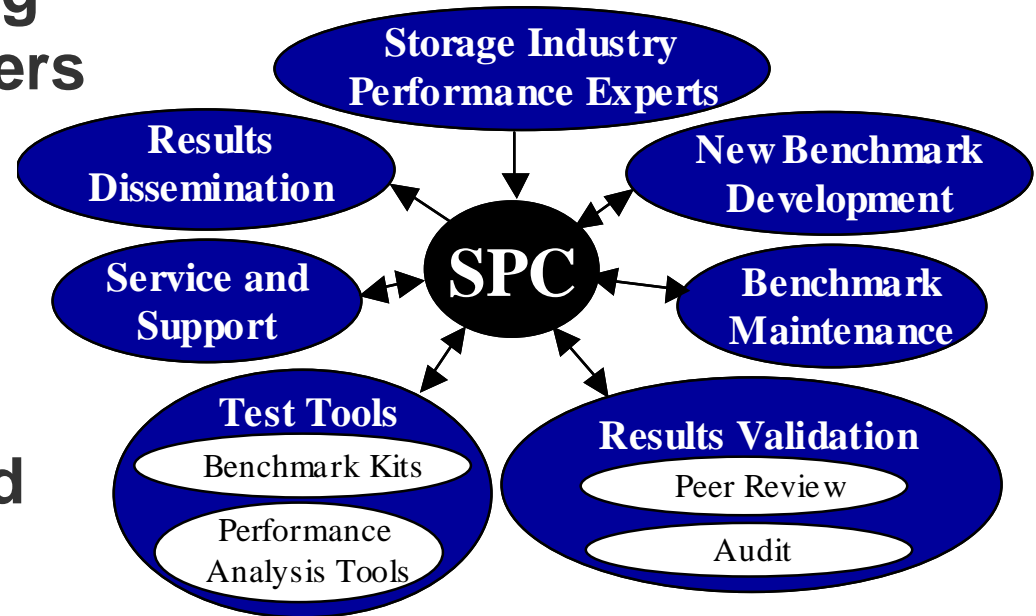 g
ers
d
Storage Industry
Performance Experts
Results
Dissemination
New Benchmark
Development
SPC
Service and
Support
Benchmark
Maintenance
Test Tools
Benchmark Kits
Performance
Analysis Tools
Results Validation
Peer Review
Audit